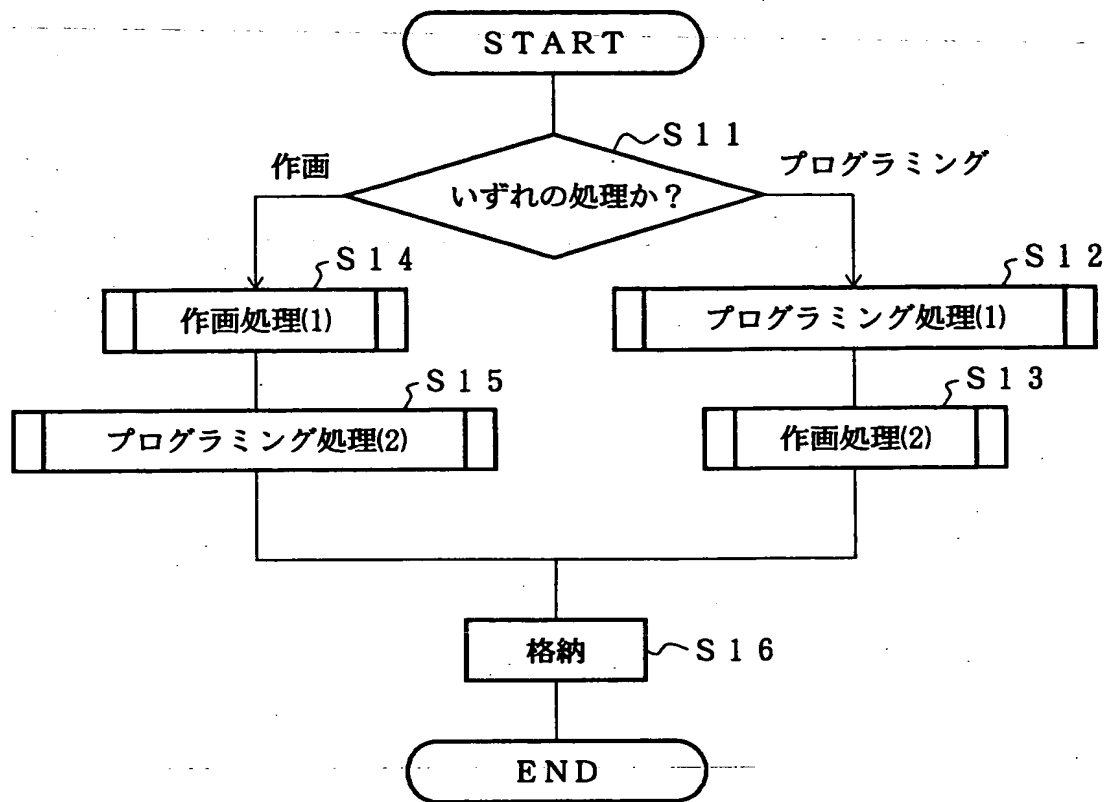 START
S11
作画
プログラミング
いずれの処理か？
S14
S12
作画処理(1)
プログラミング処理(1)
S15
S13
プログラミング処理(2)
作画処理(2)
格納
S16
END